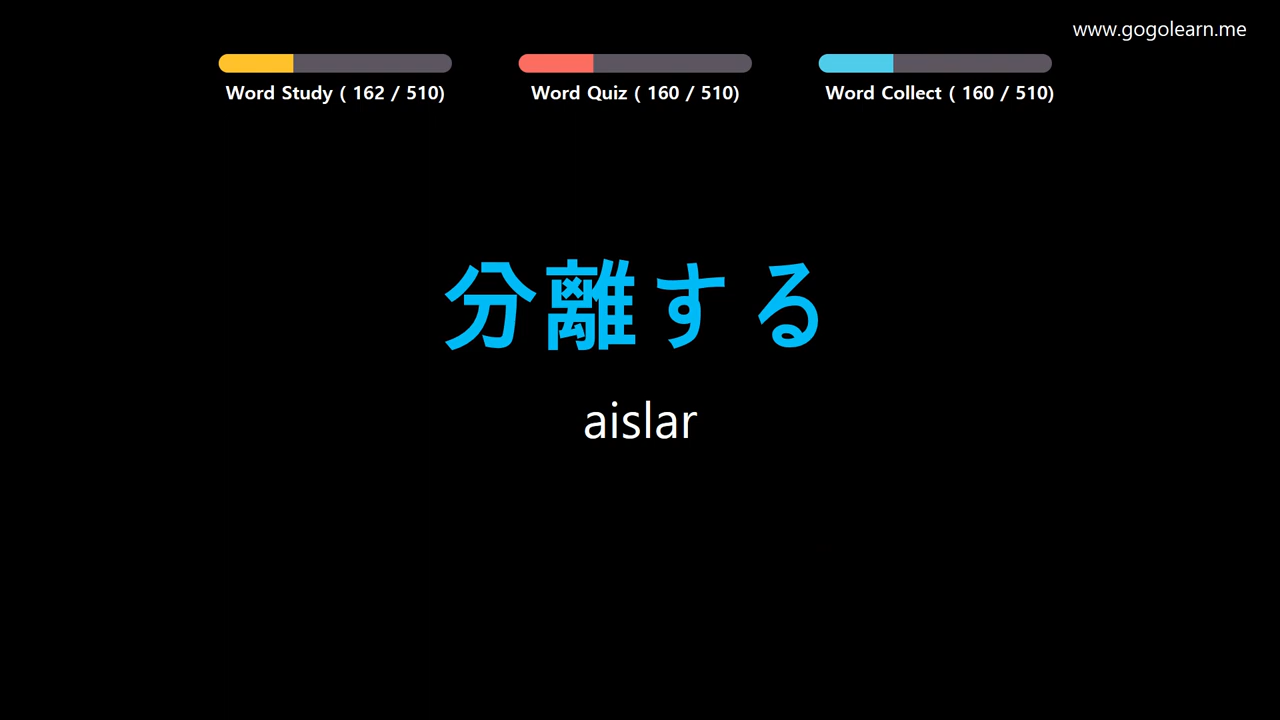 www.gogolearn.me
Word Study ( 162 / 510)
Word Quiz ( 160 / 510)
Word Collect ( 160 / 510)
分離する
aislar